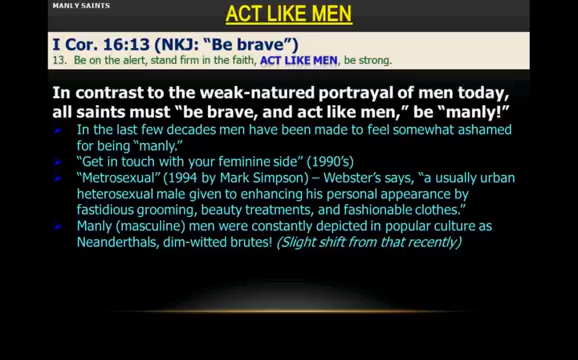 MANLY SAINTS
ACT LIKE MEN
I Cor. 16:13 (NKJ: “Be brave”)
13. Be on the alert, stand firm in the faith, ACT LIKE MEN, be strong.
In contrast to the weak-natured portrayal of men today,
all saints must “be brave, and act like men,” be “manly!”
In the last few decades men have been made to feel somewhat ashamed
for being “manly.”
“Get in touch with your feminine side” (1990’s)
“Metrosexual” (1994 by Mark Simpson) – Webster’s says, “a usually urban
heterosexual male given to enhancing his personal appearance by
fastidious grooming, beauty treatments, and fashionable clothes.”
Manly (masculine) men were constantly depicted in popular culture as
Neanderthals, dim-witted brutes! (Slight shift from that recently)